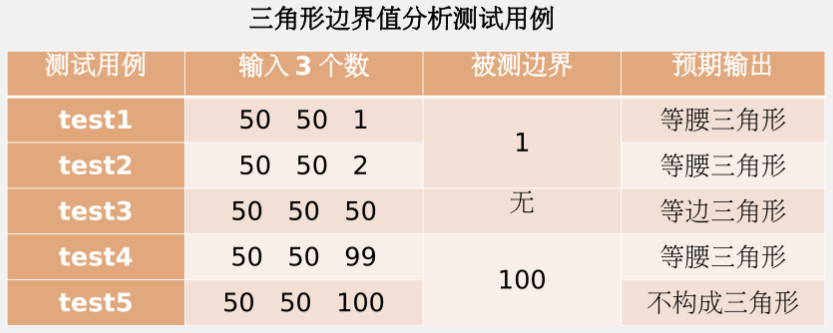 三角形边界值分析测试用例
测试用例 输入 3 个数 被测边界 预期输出
test1 50 50 1 1 等腰三角形
test2 50 50 2 等腰三角形
test3 50 50 50 无 等边三角形
test4 50 50 99 100 等腰三角形
test5 50 50 100 不构成三角形